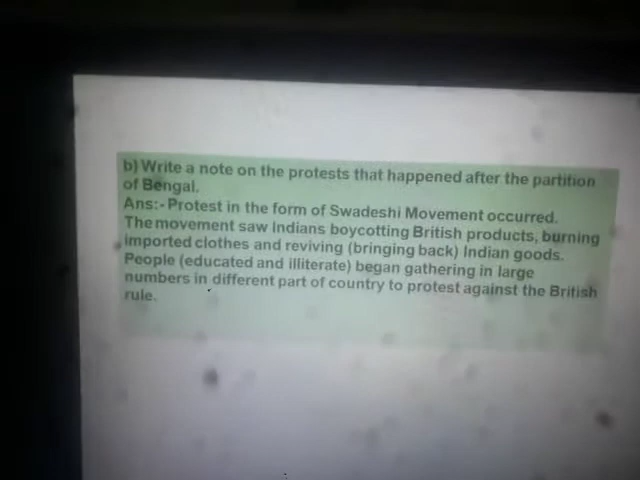 b) Write a note on the protests that happened after the partition
of Bengal.
Ans:- Protest in the form of Swadeshi Movement occurred.
The movement saw Indians boycotting British products, burning
imported clothes and reviving (bringing back) Indian goods.
People (educated and illiterate) began gathering in large
numbers in different part of country to protest against the British
rule.